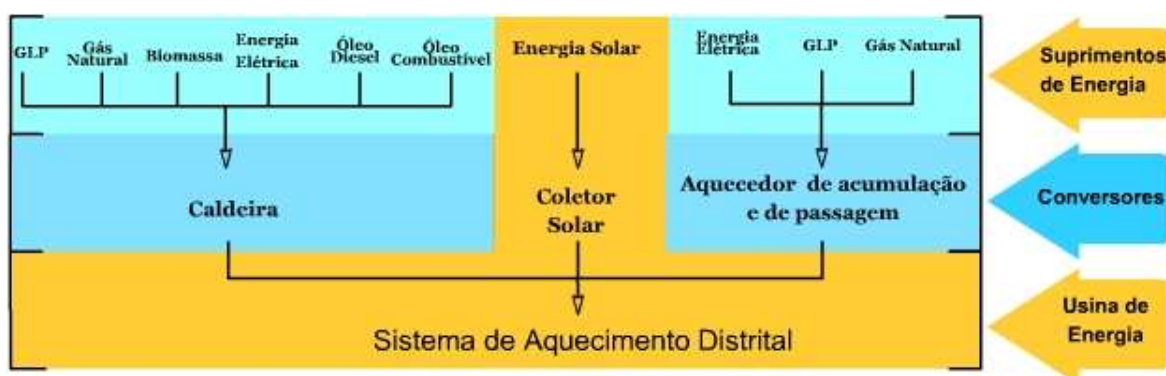 GLP
Gás
Natural
Biomassa
Energia
Elétrica
Óleo
Diesel
Óleo
Combustível
Energia Solar
Energia
Elétrica
GLP
Gás Natural
Suprimentos
de Energia
Caldeira
Coletor
Solar
Aquecedor de acumulação
e de passagem
Conversores
Sistema de Aquecimento Distrital
Usina de
Energia